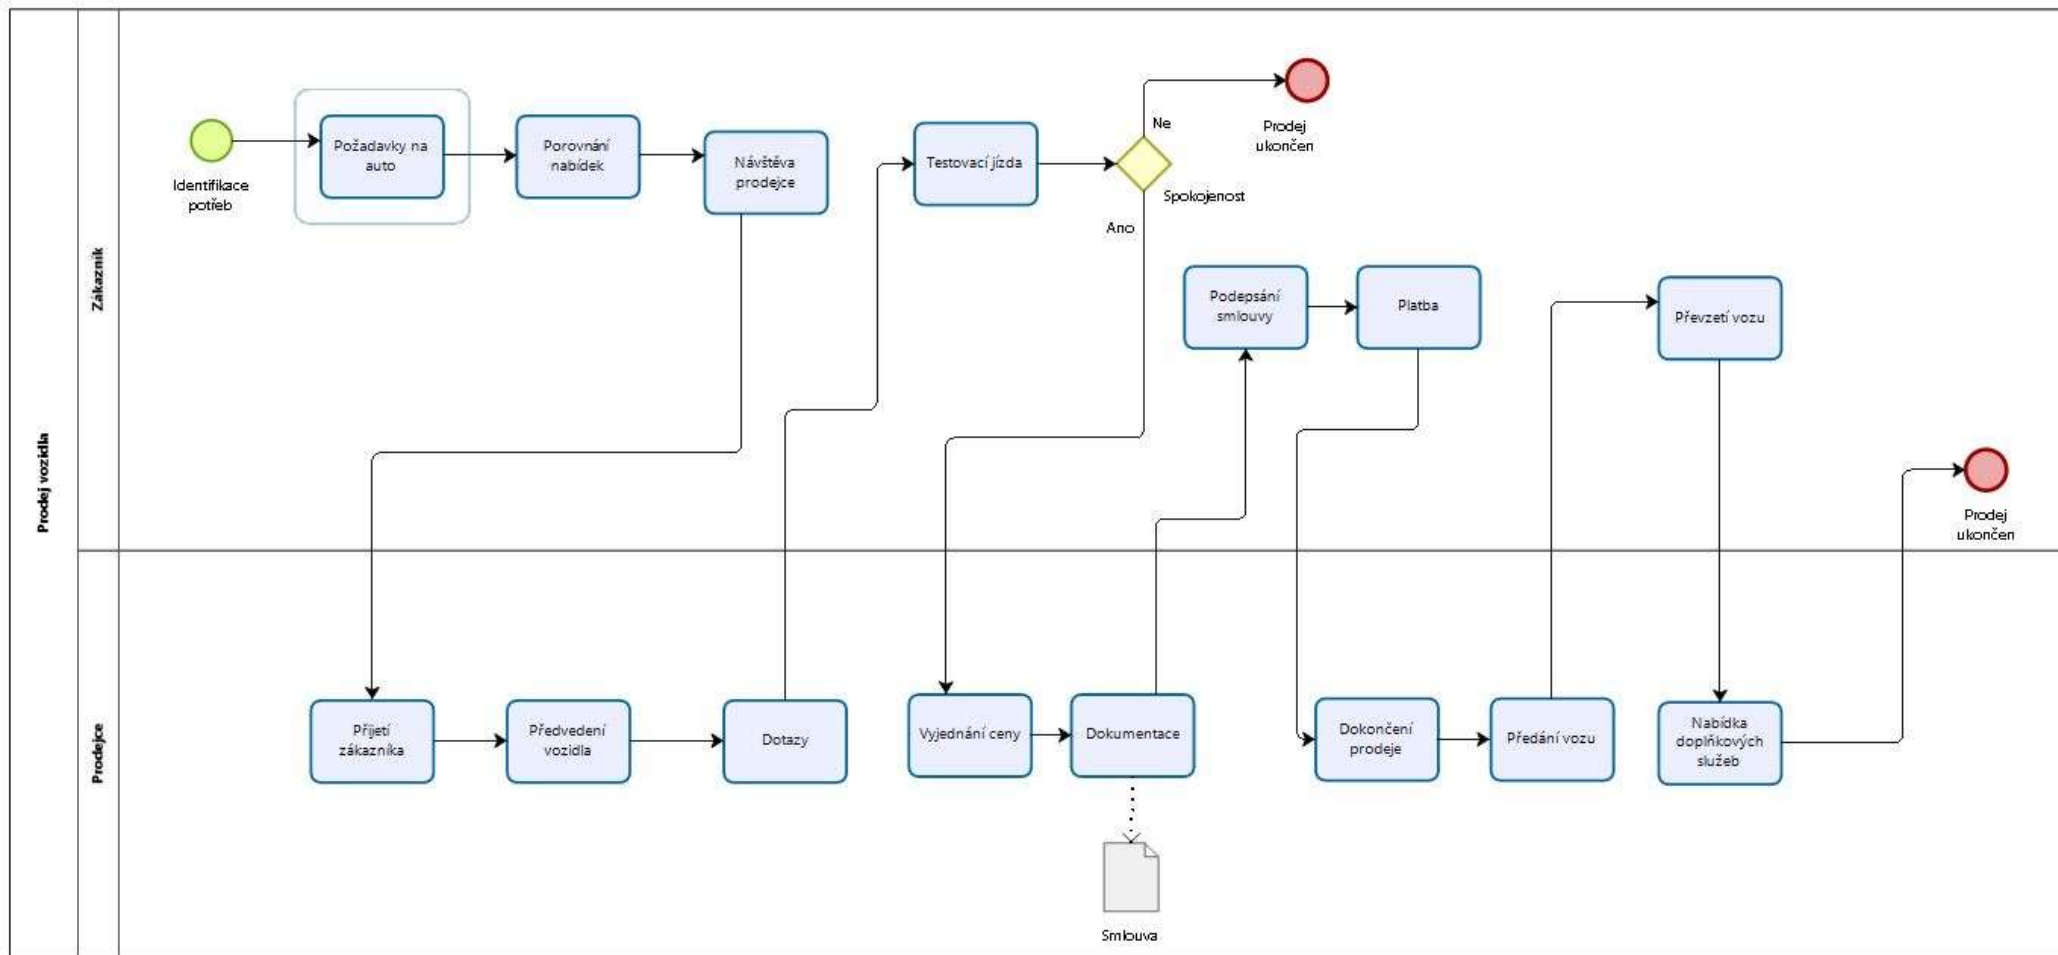 Prodej vozidla
Zákazník
Identifikace
potřeb
Požadavky na
auto
Porovnání
nabídek
Návštěva
prodejce
Testovací jízda
Ne
Ano
Spokojenost
Prodej
ukončen
Podepsání
smlouvy
Platba
Převzetí vozu
Prodej
ukončen
Prodejce
Přijetí
zákazníka
Předvedení
vozidla
Dotazy
Vyjednání ceny
Dokumentace
Smlouva
Dokončení
prodeje
Předání vozu
Nabídka
doplňkových
služeb